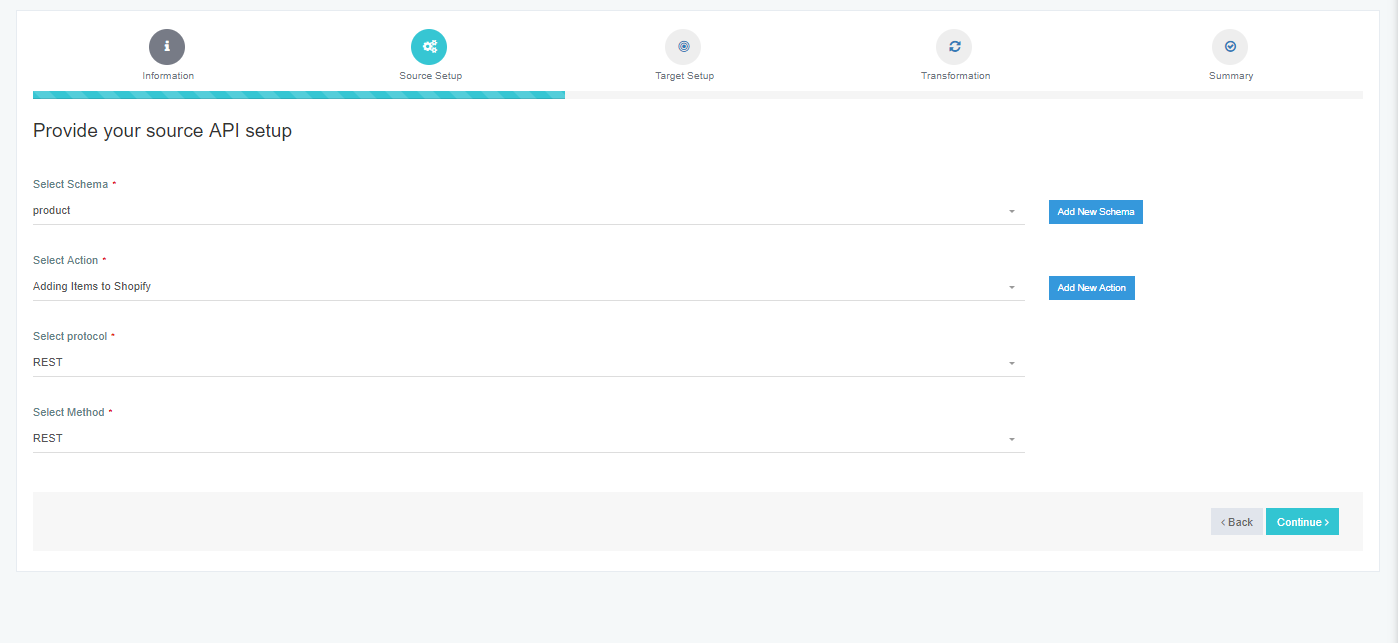 Information
Source Setup
Target Setup
Transformation
Summary
Provide your source API setup
Select Schema *
product
Add New Schema
Select Action *
Adding Items to Shopify
Add New Action
Select protocol *
REST
Select Method *
REST
‹ Back
Continue ›